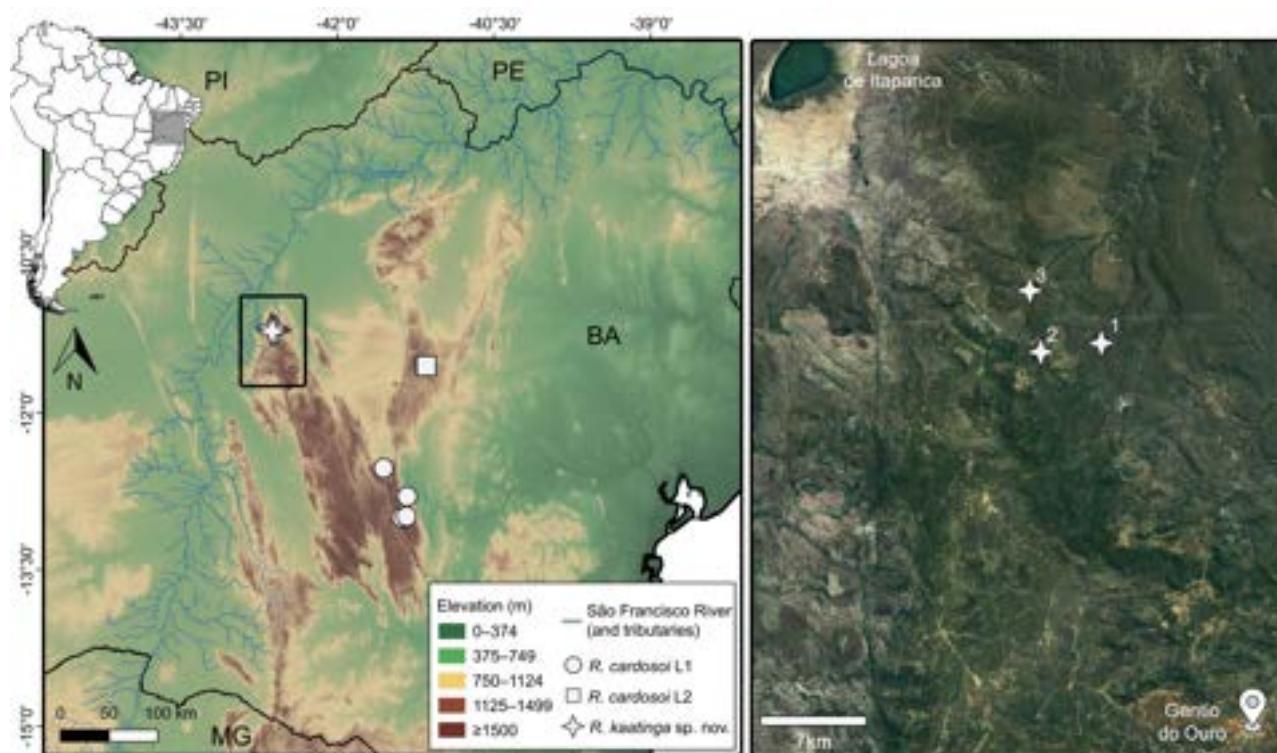 -43°30' -42°0' -40°30' -39°0'
PI
PE
-10°30'
BA
N
-12°0'
-13°30'
-15°0'
MG
0 50 100 km
Elevation (m)
0–374
375–749
750–1124
1125–1499
≥1500
São Francisco River
(and tributaries)
R. cardosoi L1
R. cardosoi L2
R. kaatinga sp. nov.
Lagoa
de Itaparica
3
1
2
7km
Gentio
do Ouro